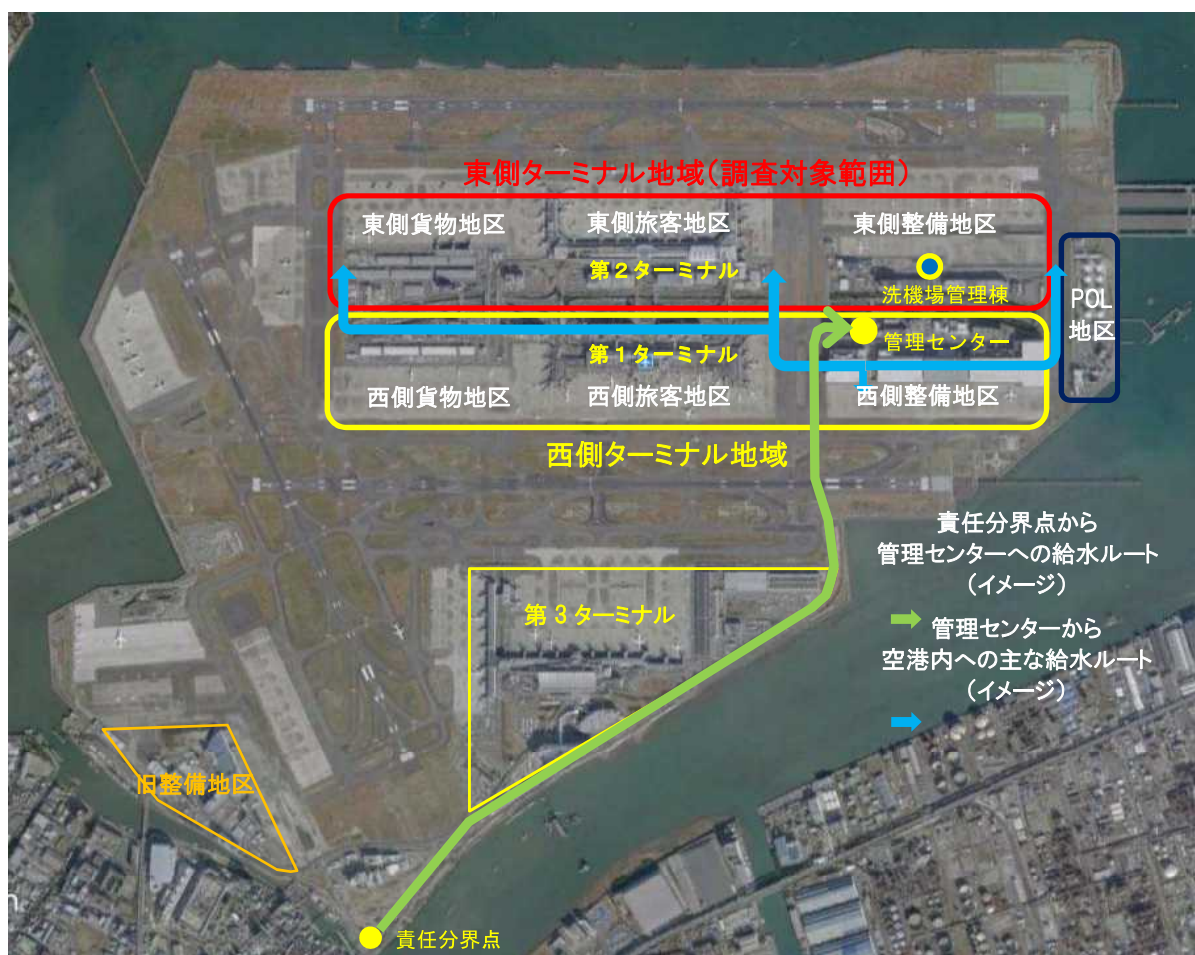 東側ターミナル地域(調査対象範囲)
東側貨物地区
東側旅客地区
東側整備地区
第2ターミナル
洗機場管理棟
POL
地区
第1ターミナル
管理センター
西側貨物地区
西側旅客地区
西側整備地区
西側ターミナル地域
責任分界点から
管理センターへの給水ルート
(イメージ)
第3ターミナル
管理センターから
空港内への主な給水ルート
(イメージ)
旧整備地区
責任分界点